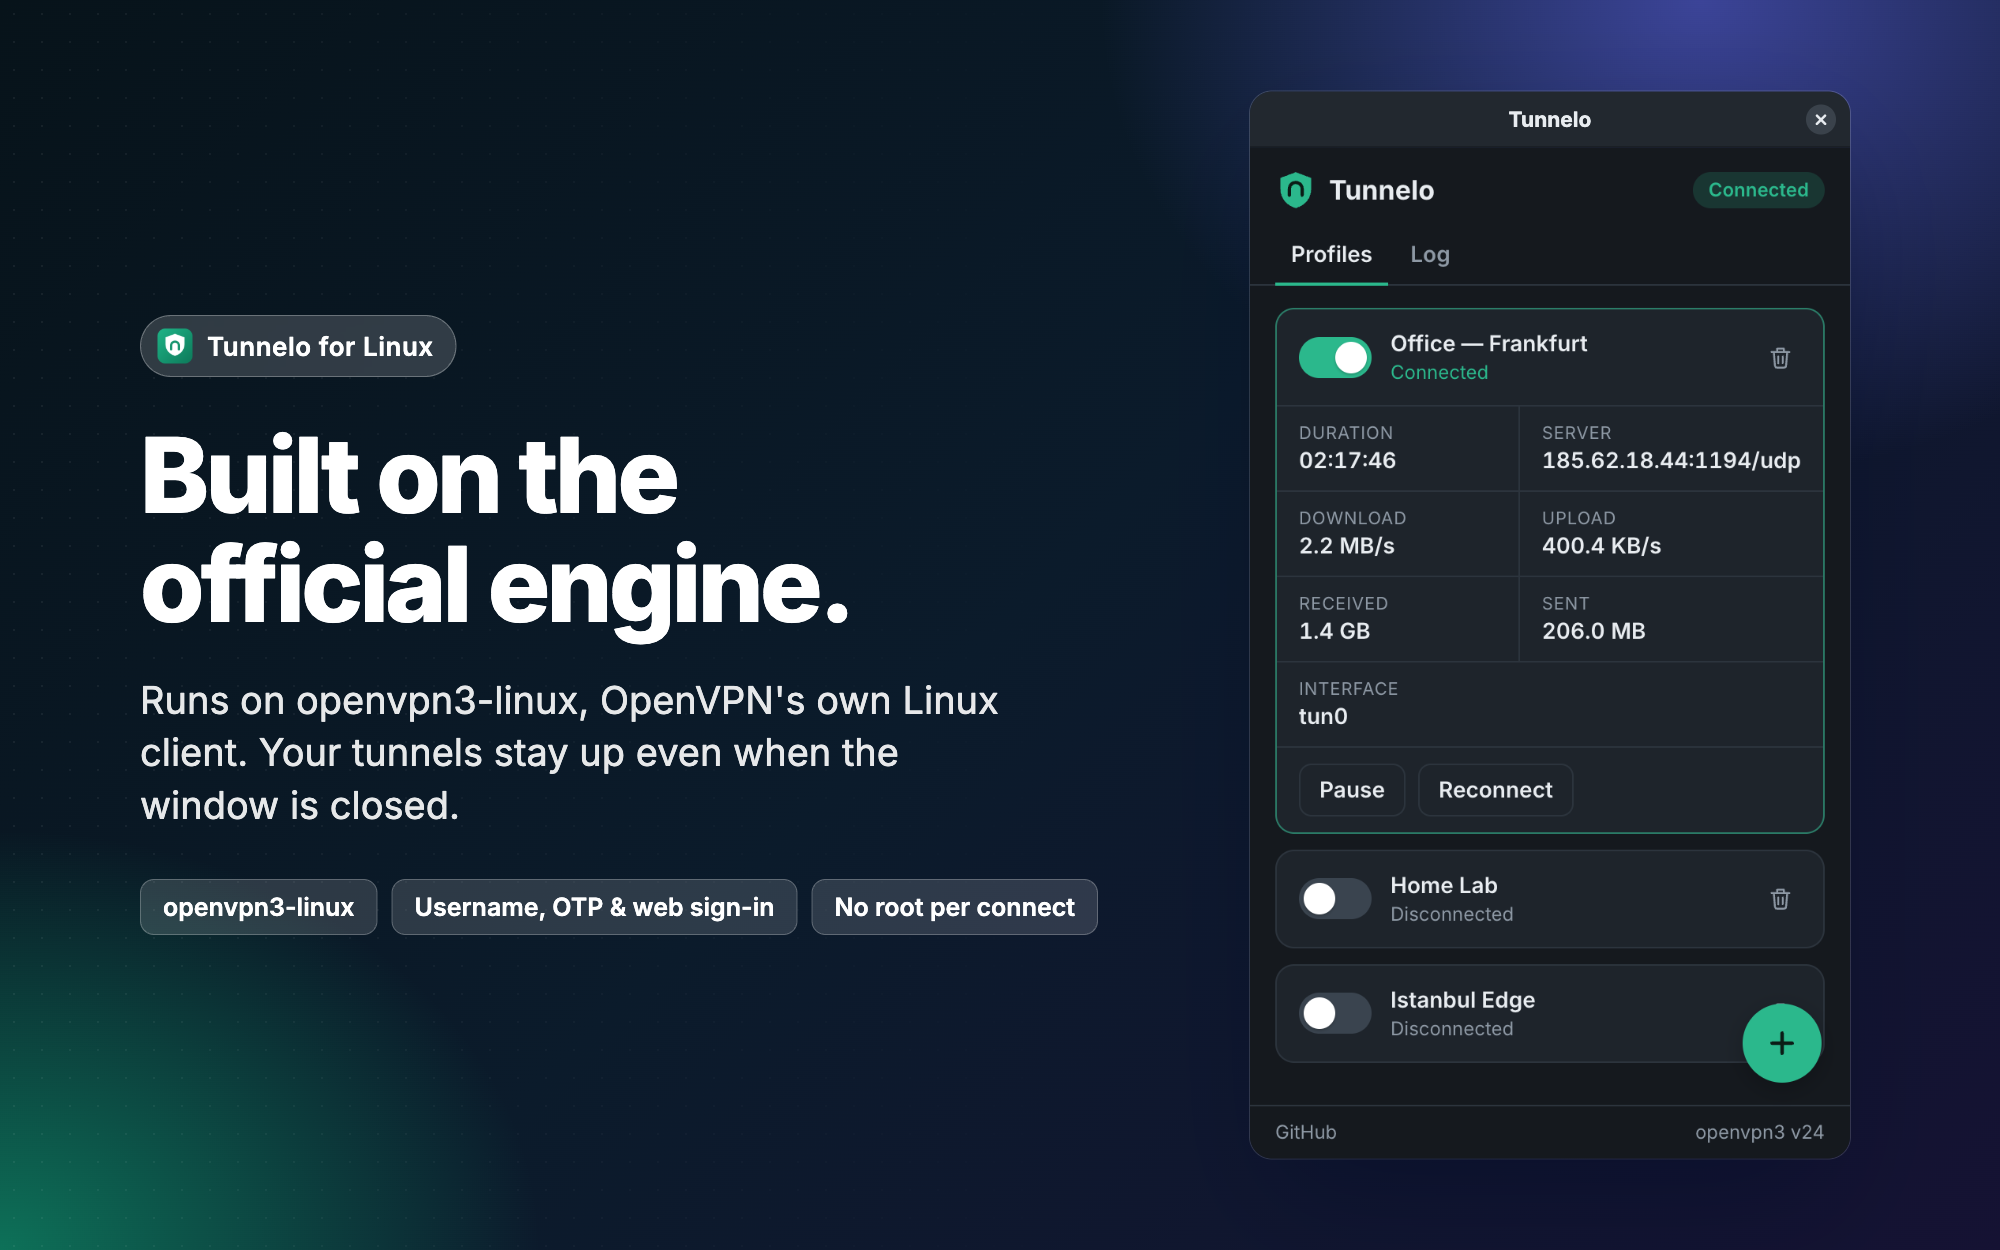 Tunnelo for Linux
Built on the
official engine.
Runs on openvpn3-linux, OpenVPN's own Linux
client. Your tunnels stay up even when the
window is closed.
openvpn3-linux
Username, OTP & web sign-in
No root per connect
Tunnelo
Tunnelo
Connected
Profiles
Log
Office — Frankfurt
Connected
DURATION
02:17:46
SERVER
185.62.18.44:1194/udp
DOWNLOAD
2.2 MB/s
UPLOAD
400.4 KB/s
RECEIVED
1.4 GB
SENT
206.0 MB
INTERFACE
tun0
Pause
Reconnect
Home Lab
Disconnected
Istanbul Edge
Disconnected
GitHub
openvpn3 v24